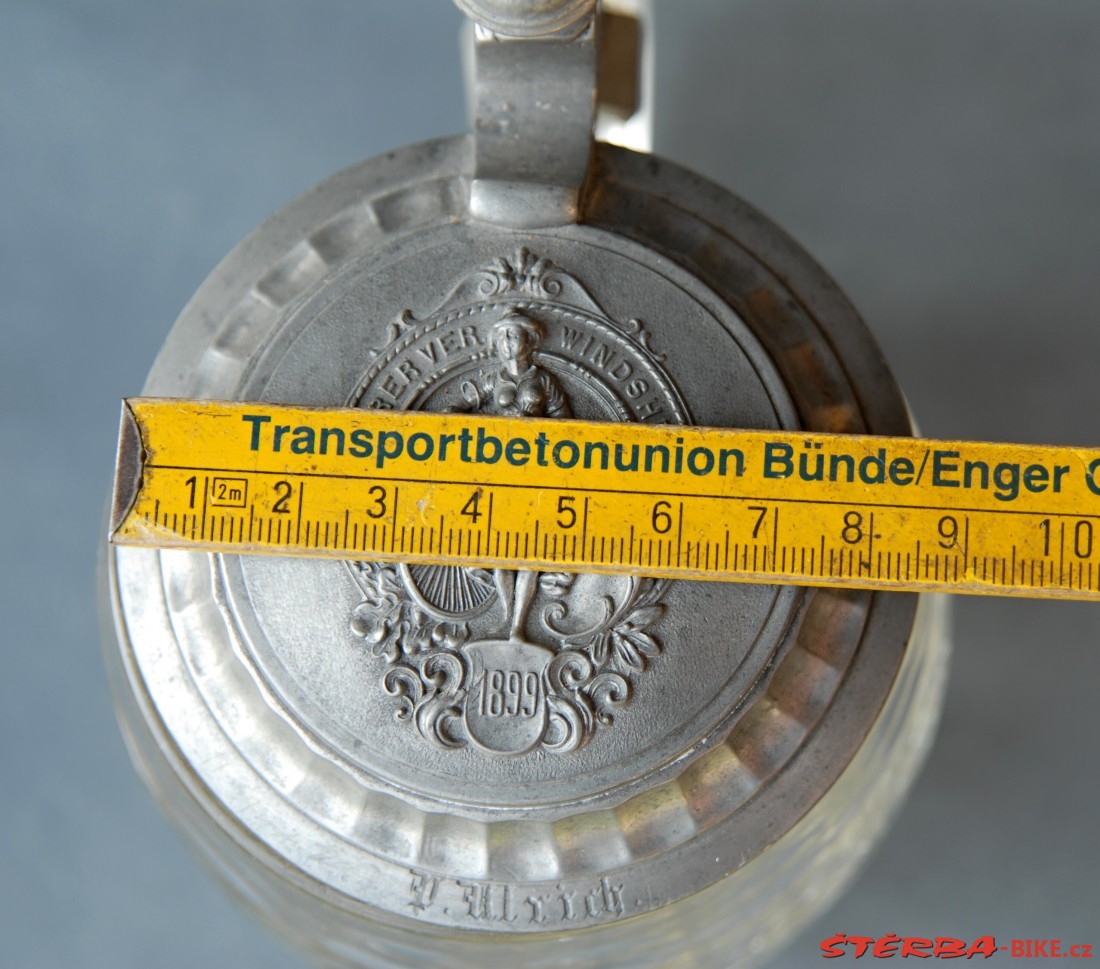 BER VER WINDSH
Transportbetonunion Bünde/Enger G
1 2m 2 3 4 5 6 7 8 9 10
1899
P. Ulrich.
ŠTĚRBA-BIKE.cz